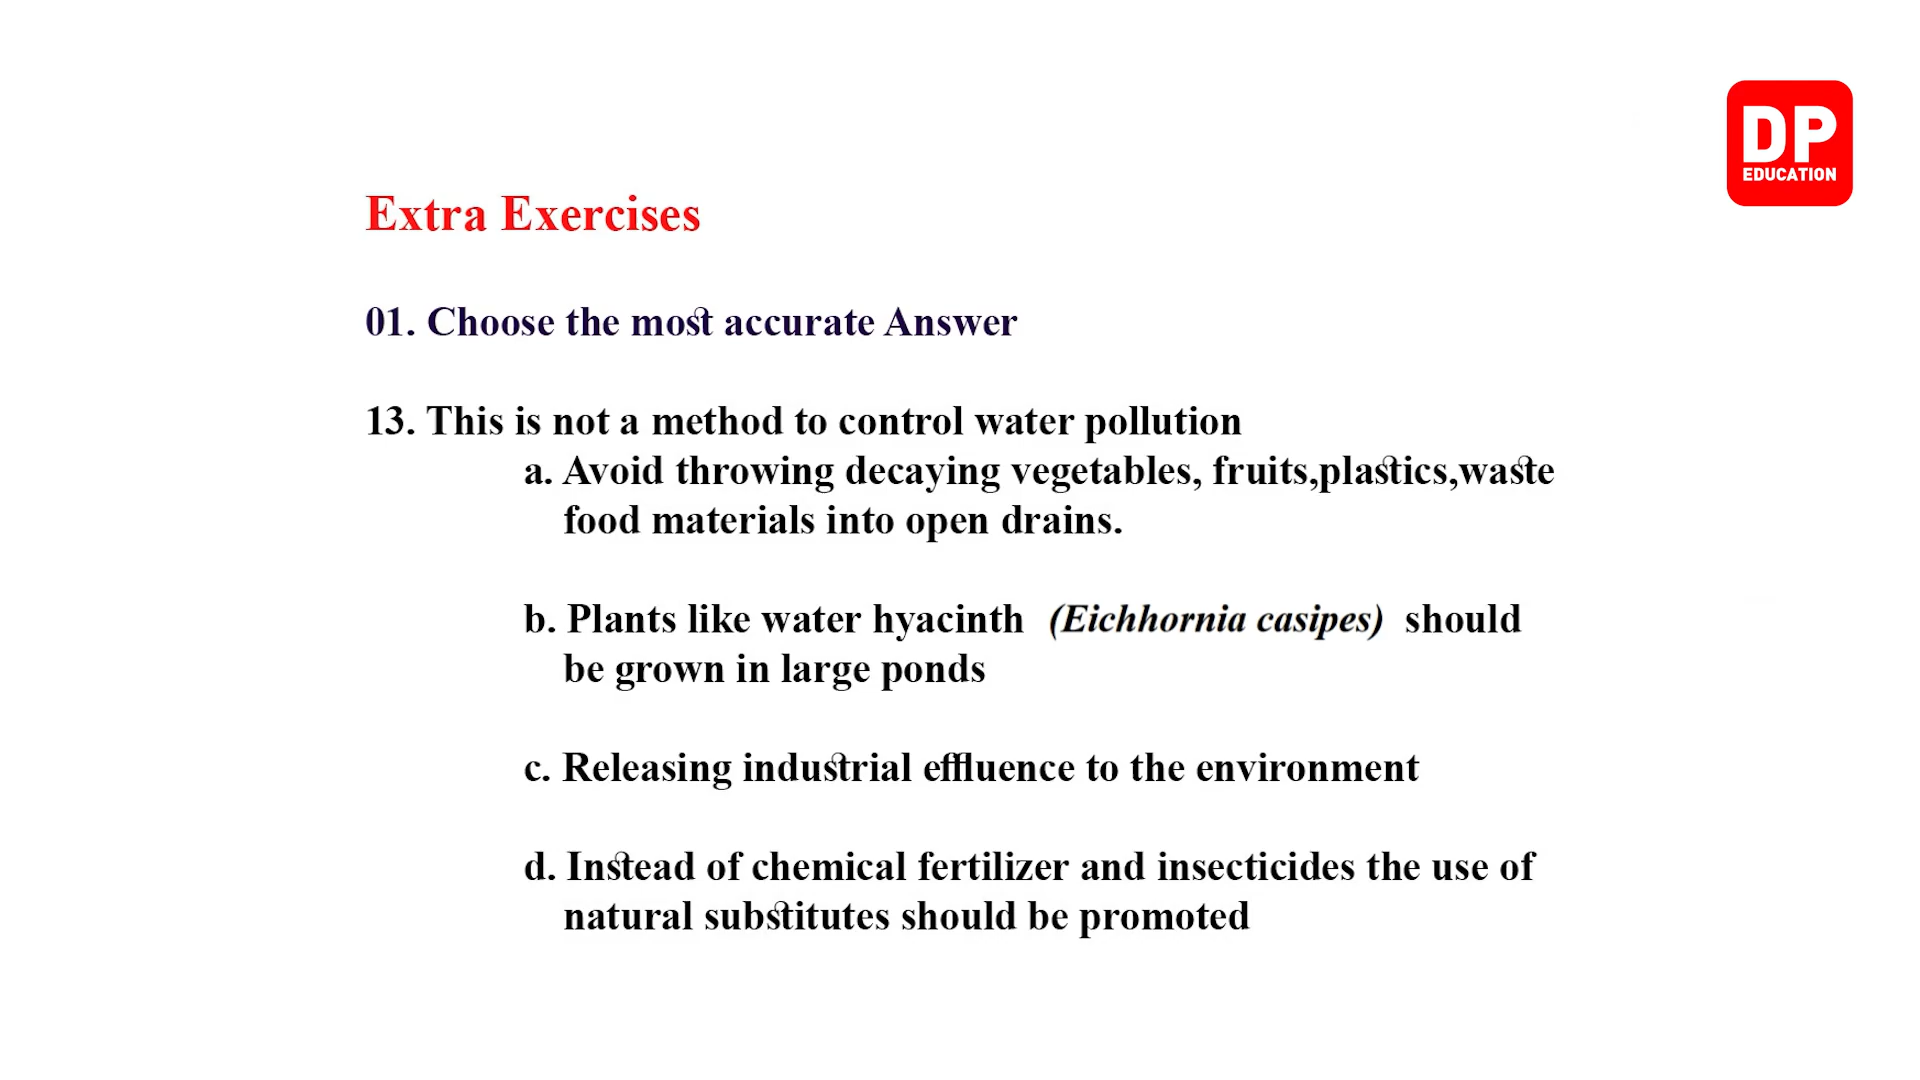 DP
EDUCATION
Extra Exercises
01. Choose the most accurate Answer
13. This is not a method to control water pollution
a. Avoid throwing decaying vegetables, fruits,plastics,waste
food materials into open drains.
b. Plants like water hyacinth (Eichhornia casipes) should
be grown in large ponds
c. Releasing industrial effluence to the environment
d. Instead of chemical fertilizer and insecticides the use of
natural substitutes should be promoted